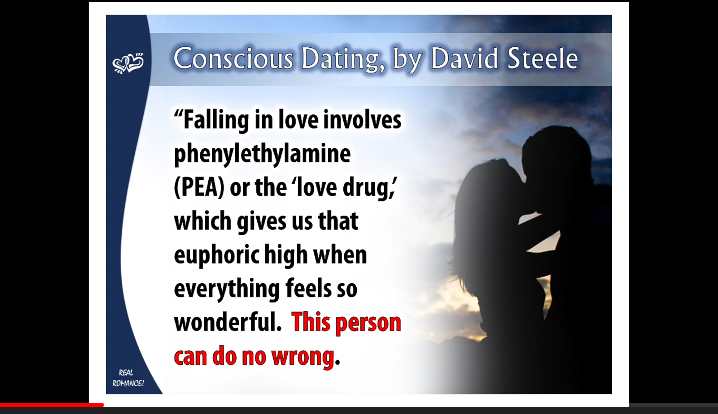 Conscious Dating, by David Steele
“Falling in love involves
phenylethylamine
(PEA) or the ‘love drug,’
which gives us that
euphoric high when
everything feels so
wonderful. This person
can do no wrong.
REAL
ROMANCE!